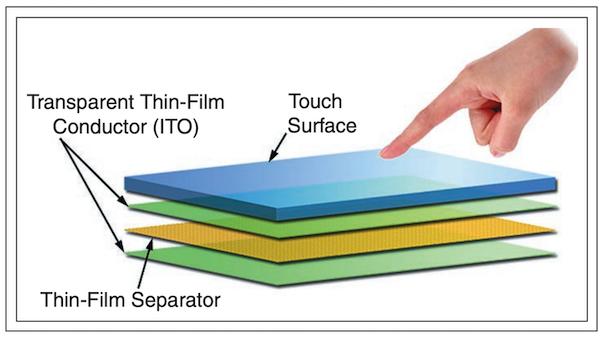 Transparent Thin-Film
Conductor (ITO)
Touch
Surface
Thin-Film Separator